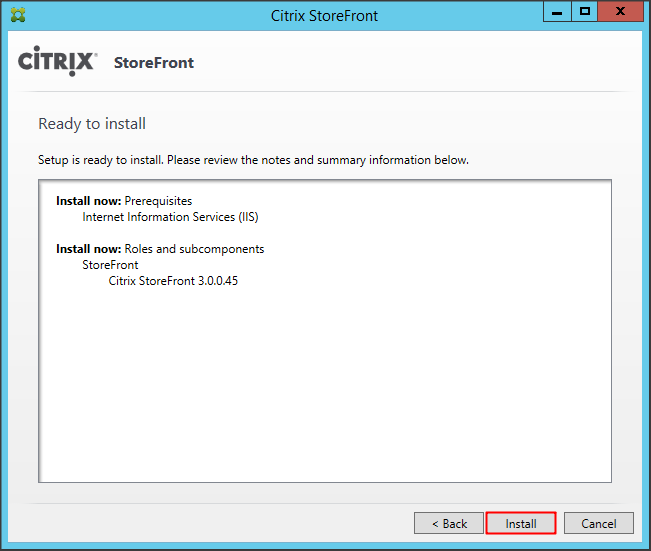 Citrix StoreFront
CITRIX StoreFront
Ready to install
Setup is ready to install. Please review the notes and summary information below.
Install now: Prerequisites
Internet Information Services (IIS)
Install now: Roles and subcomponents
StoreFront
Citrix StoreFront 3.0.0.45
< Back Install Cancel